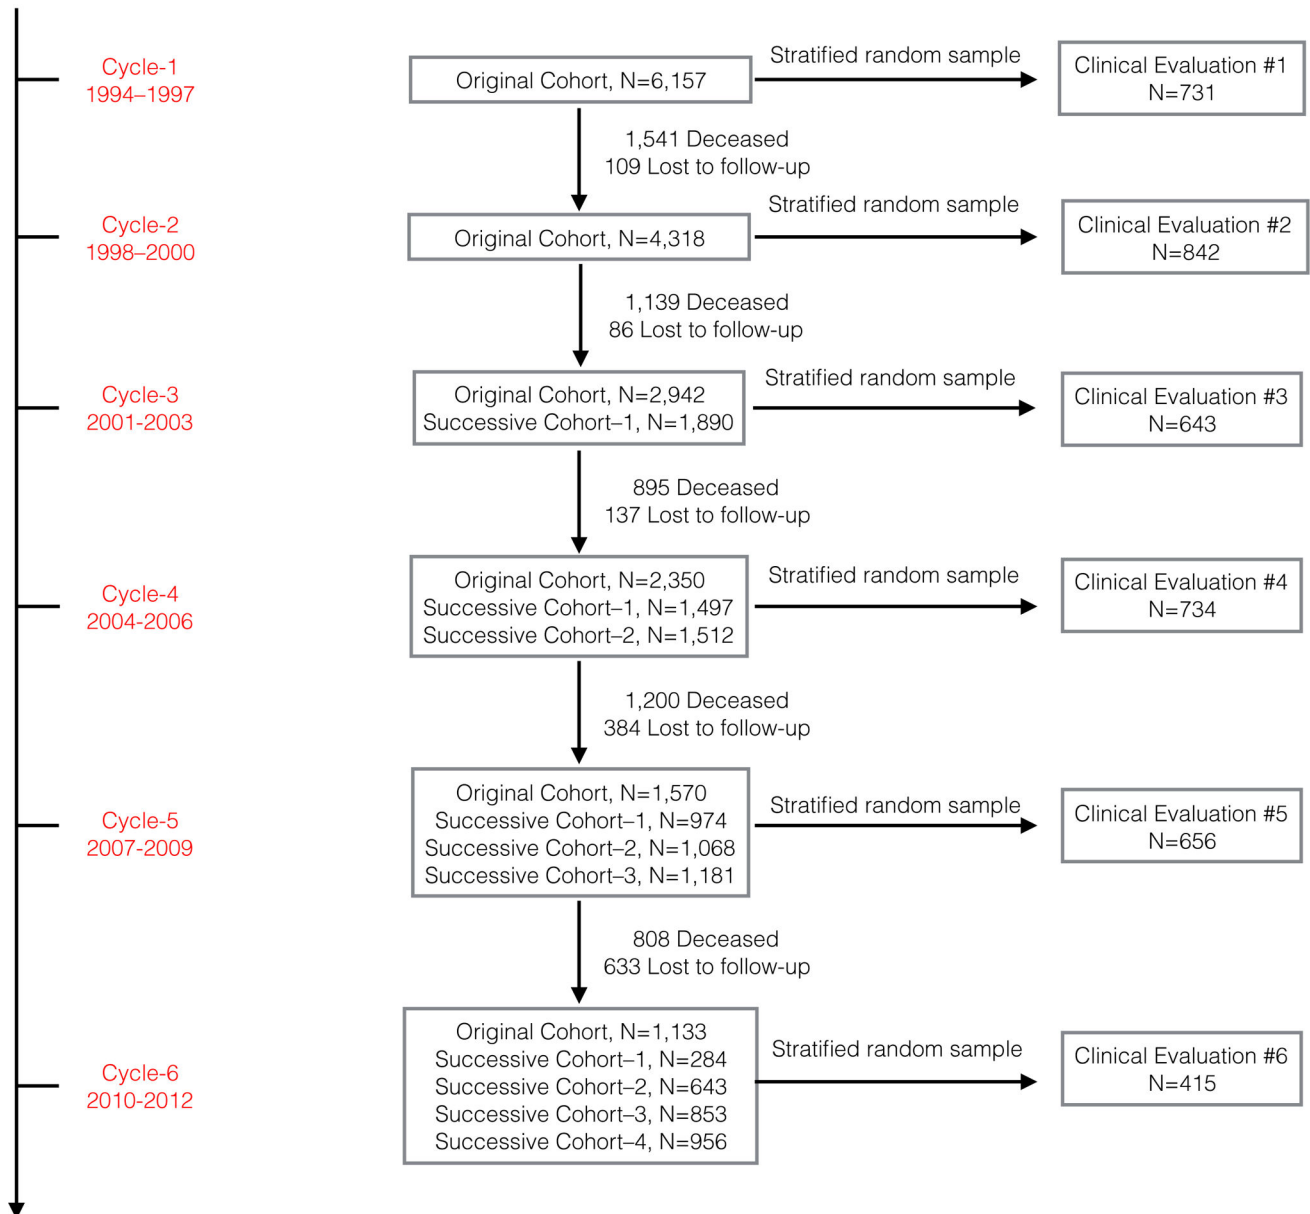 Cycle-1
1994–1997
Original Cohort, N=6,157
Stratified random sample
Clinical Evaluation #1
N=731
1,541 Deceased
109 Lost to follow-up
Cycle-2
1998–2000
Original Cohort, N=4,318
Stratified random sample
Clinical Evaluation #2
N=842
1,139 Deceased
86 Lost to follow-up
Cycle-3
2001-2003
Original Cohort, N=2,942
Successive Cohort–1, N=1,890
Stratified random sample
Clinical Evaluation #3
N=643
895 Deceased
137 Lost to follow-up
Cycle-4
2004-2006
Original Cohort, N=2,350
Successive Cohort–1, N=1,497
Successive Cohort–2, N=1,512
Stratified random sample
Clinical Evaluation #4
N=734
1,200 Deceased
384 Lost to follow-up
Cycle-5
2007-2009
Original Cohort, N=1,570
Successive Cohort–1, N=974
Successive Cohort–2, N=1,068
Successive Cohort–3, N=1,181
Stratified random sample
Clinical Evaluation #5
N=656
808 Deceased
633 Lost to follow-up
Cycle-6
2010-2012
Original Cohort, N=1,133
Successive Cohort–1, N=284
Successive Cohort–2, N=643
Successive Cohort–3, N=853
Successive Cohort–4, N=956
Stratified random sample
Clinical Evaluation #6
N=415